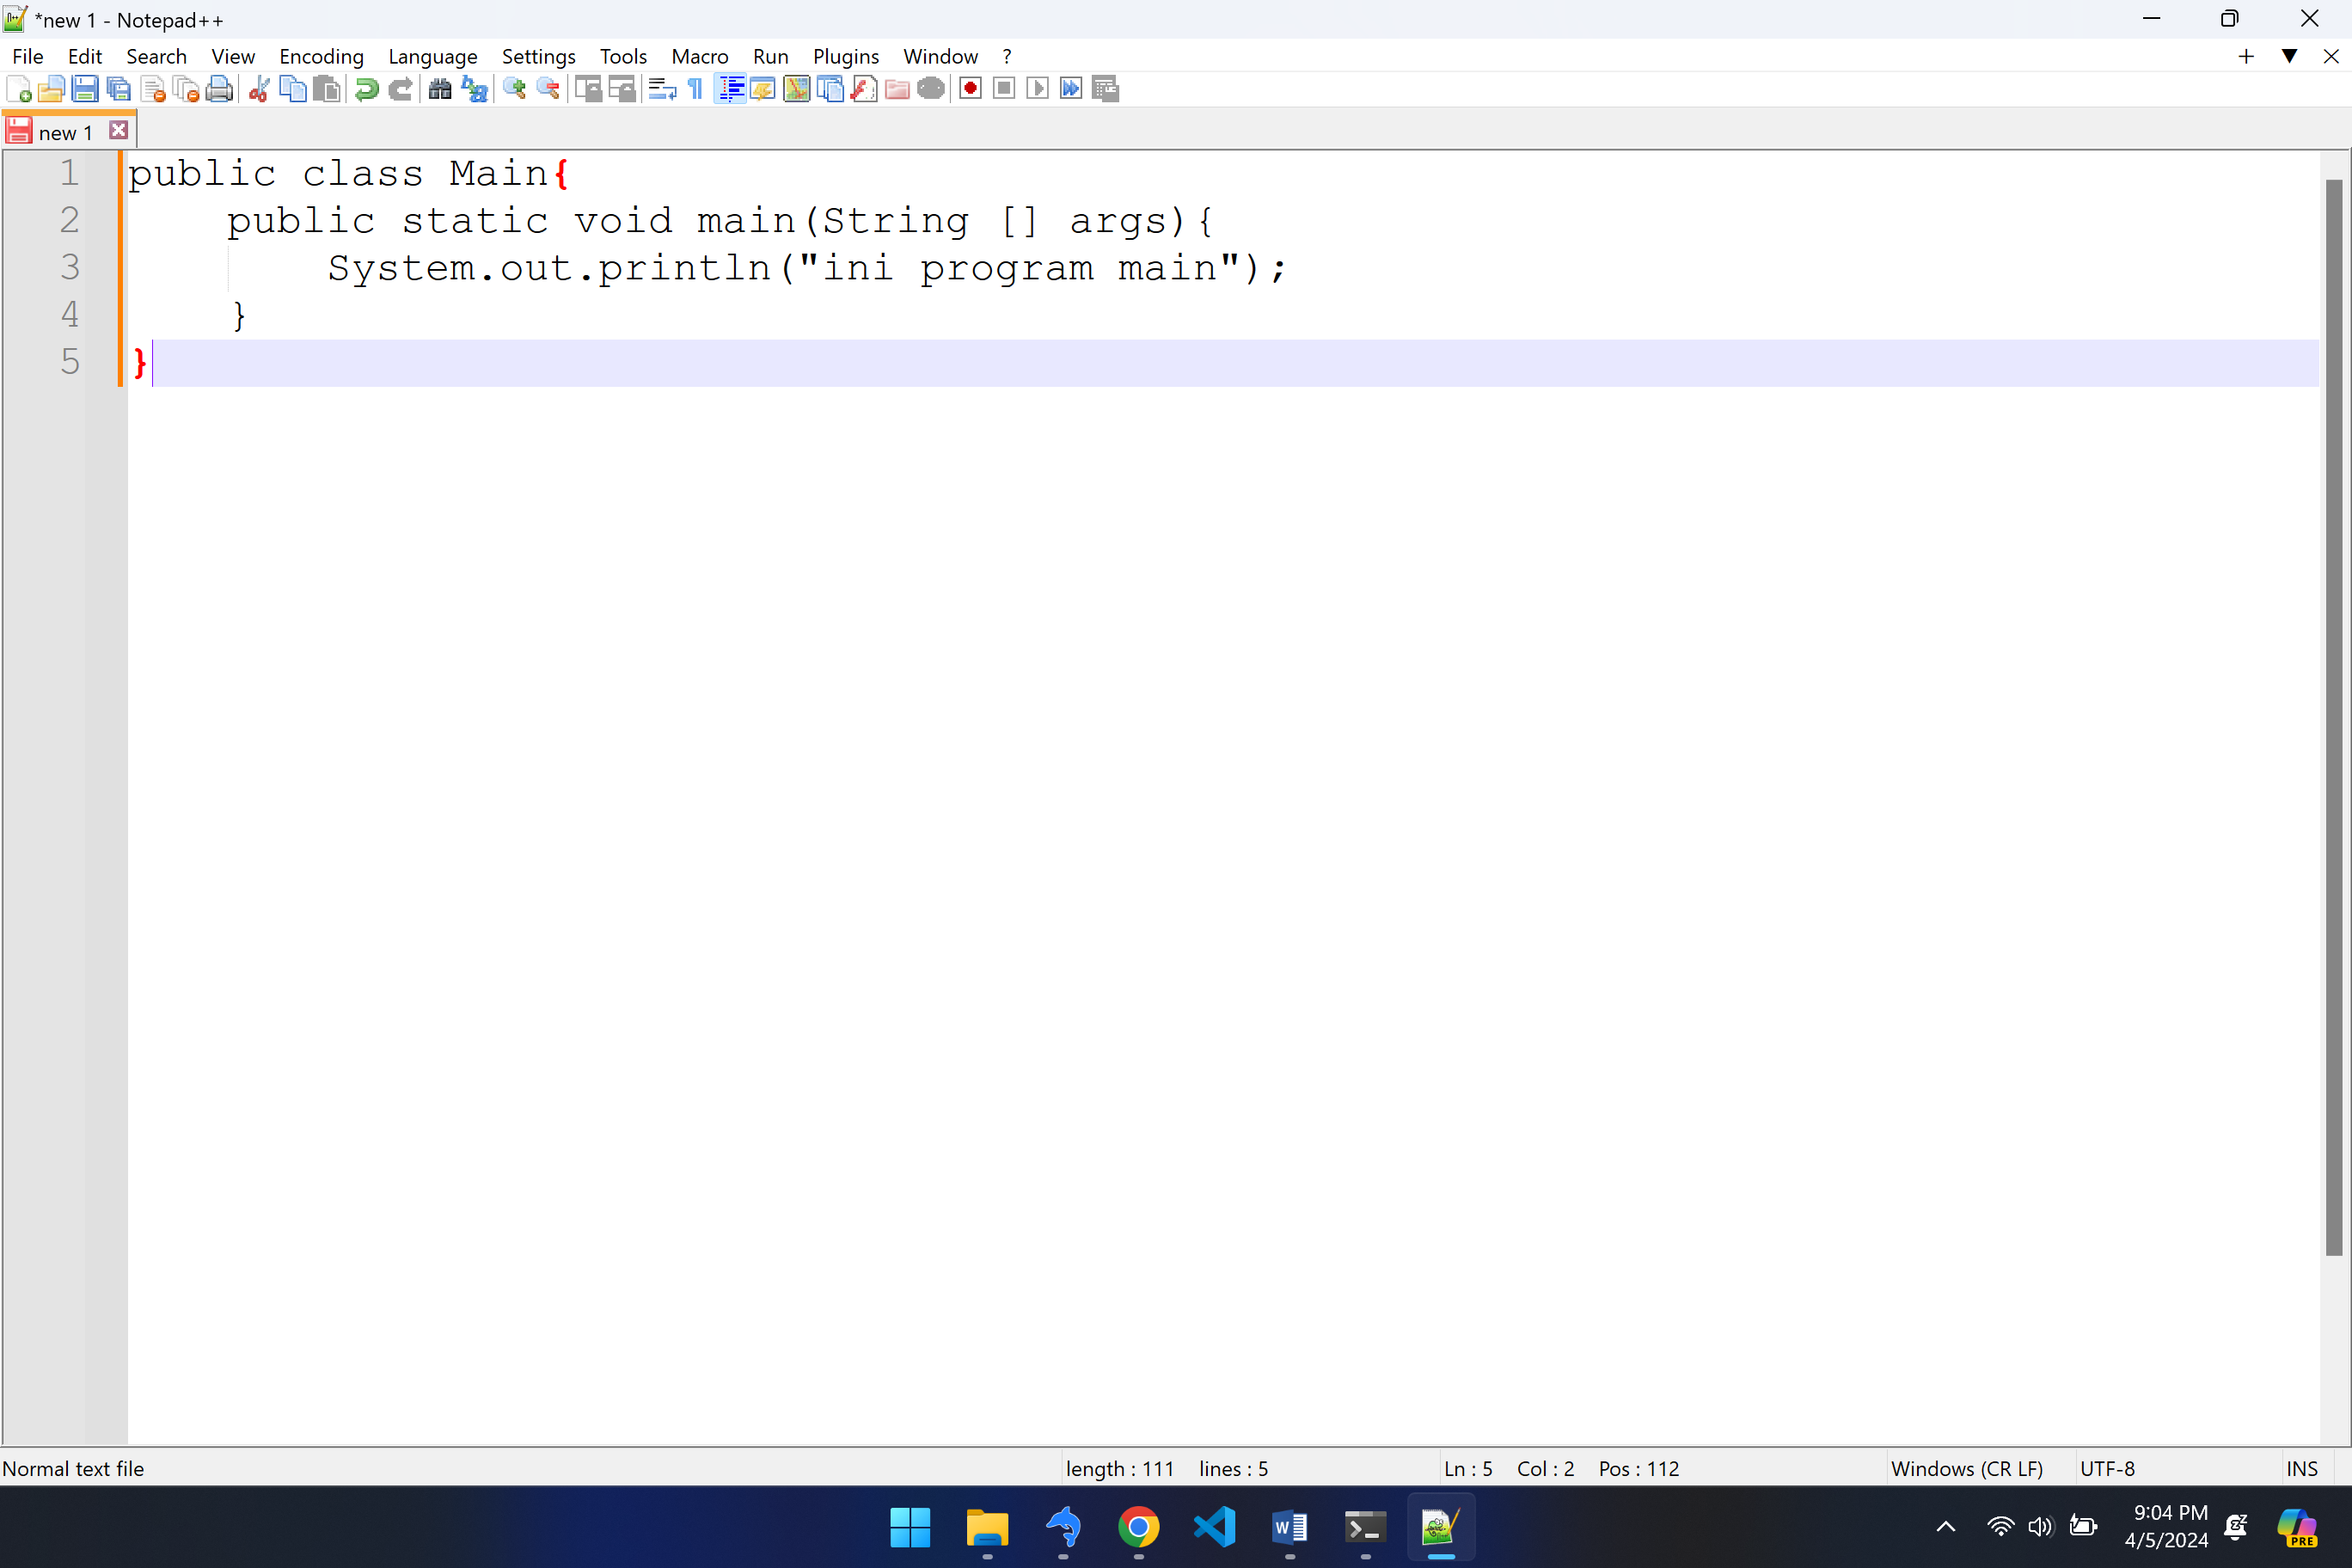 *new 1 - Notepad++
File Edit Search View Encoding Language Settings Tools Macro Run Plugins Window ?
new 1
1 public class Main{
2 public static void main(String [] args){
3 System.out.println("ini program main");
4 }
5 }
Normal text file length : 111 lines : 5 Ln : 5 Col : 2 Pos : 112 Windows (CR LF) UTF-8 INS
9:04 PM
4/5/2024
PRE